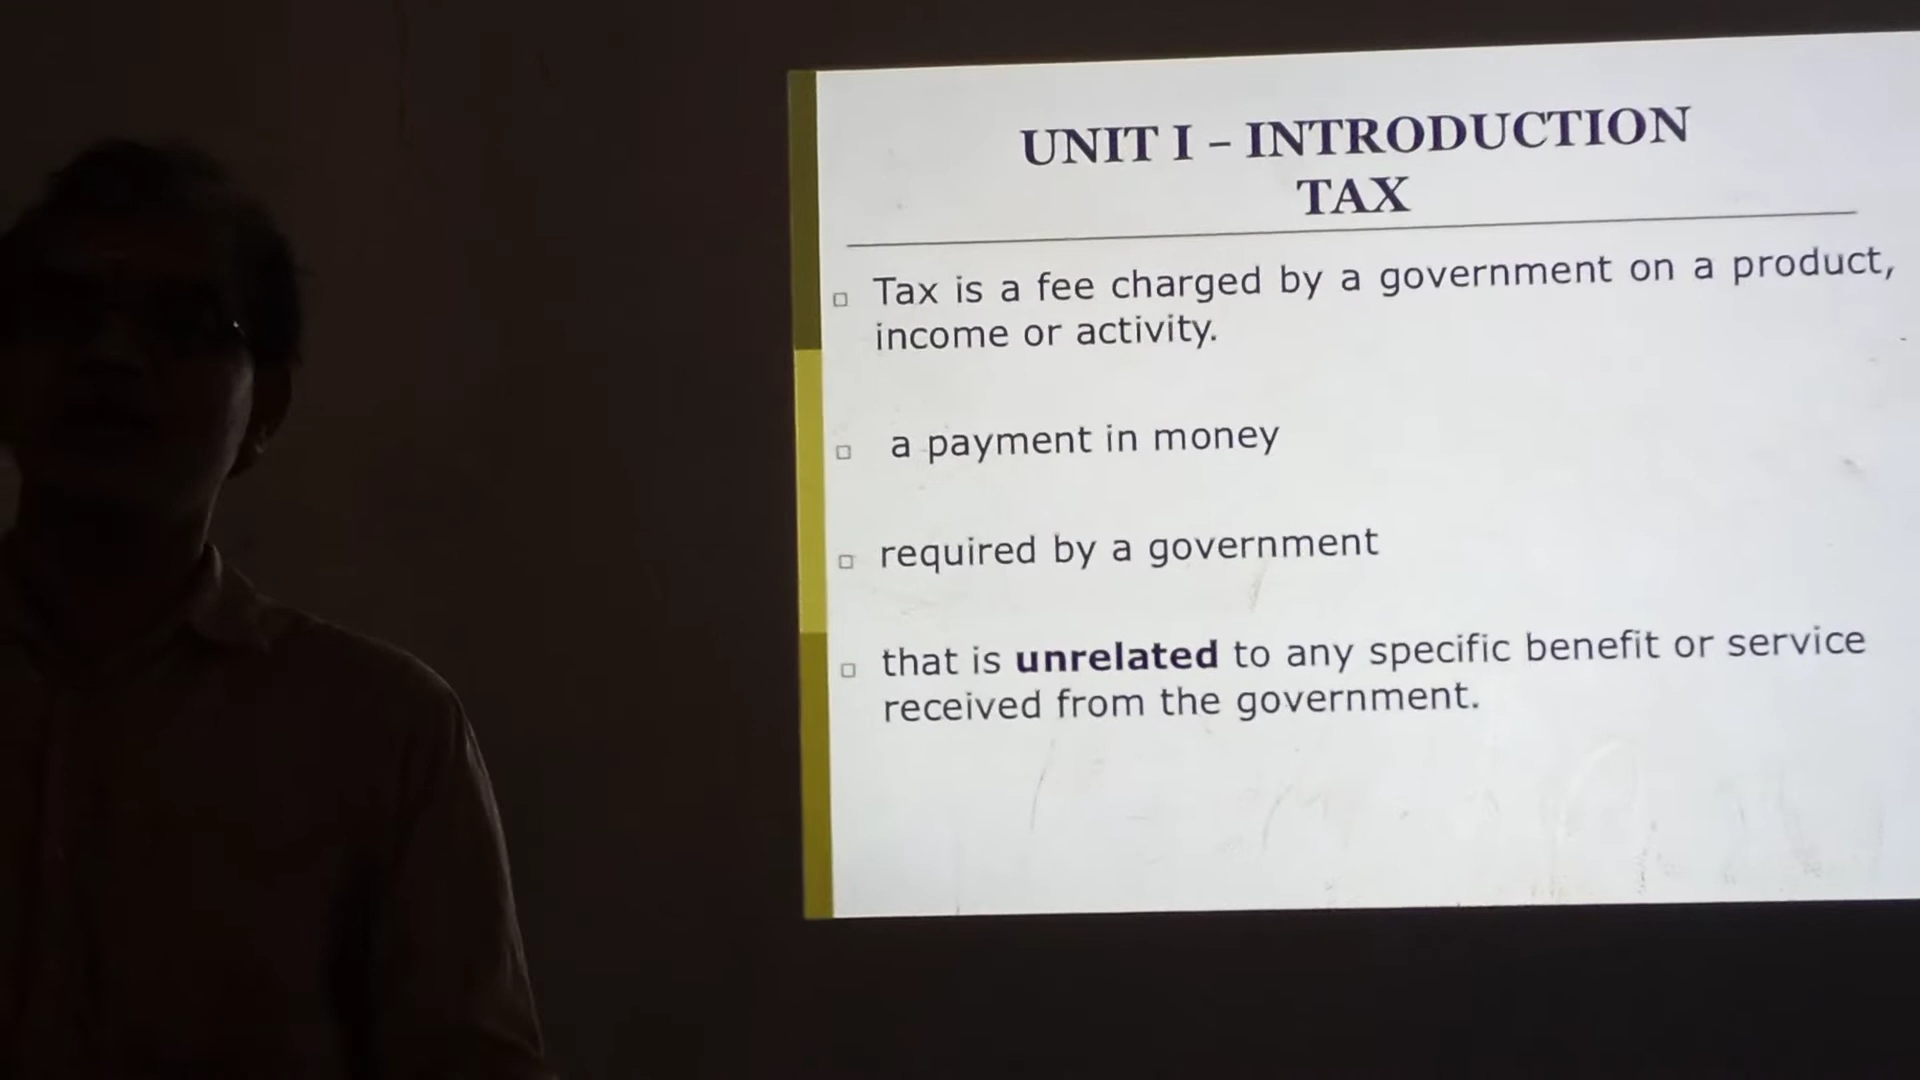 UNIT I – INTRODUCTION
TAX
Tax is a fee charged by a government on a product,
income or activity.
a payment in money
required by a government
that is unrelated to any specific benefit or service
received from the government.